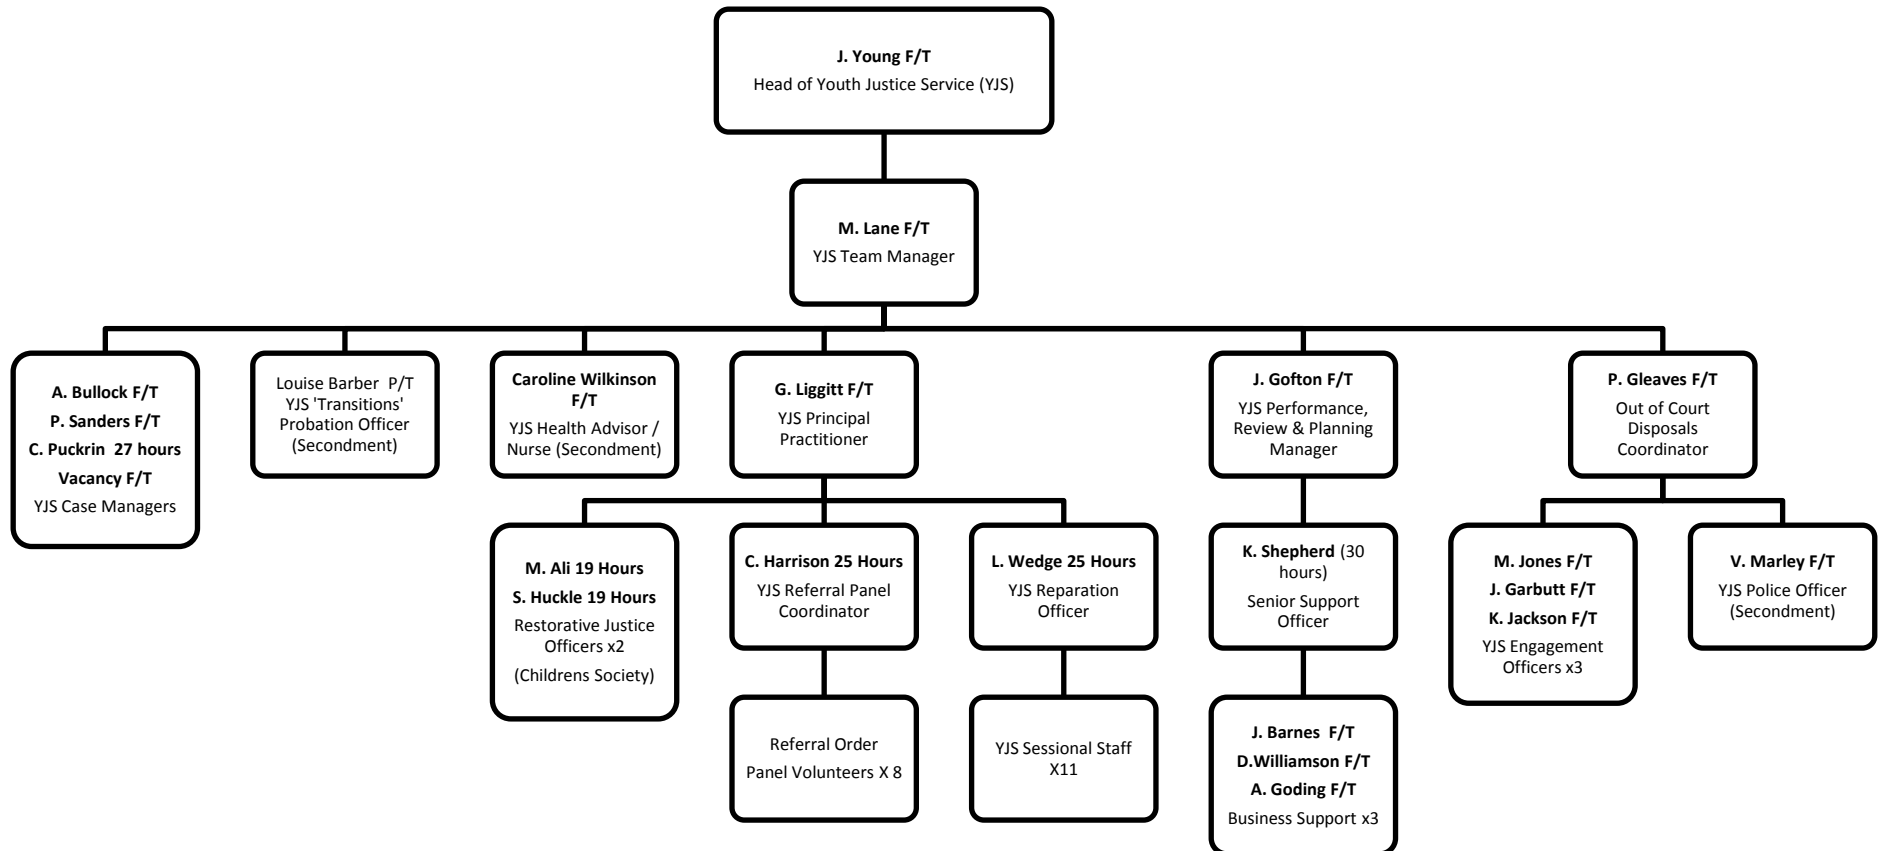 J. Young F/T
Head of Youth Justice Service (YJS)
M. Lane F/T
YJS Team Manager
A. Bullock F/T
P. Sanders F/T
C. Puckrin 27 hours
Vacancy F/T
YJS Case Managers
Louise Barber P/T
YJS 'Transitions'
Probation Officer
(Secondment)
Caroline Wilkinson
F/T
YJS Health Advisor /
Nurse (Secondment)
G. Liggitt F/T
YJS Principal
Practitioner
J. Gofton F/T
YJS Performance,
Review & Planning
Manager
P. Gleaves F/T
Out of Court
Disposals
Coordinator
M. Ali 19 Hours
S. Huckle 19 Hours
Restorative Justice
Officers x2
(Childrens Society)
C. Harrison 25 Hours
YJS Referral Panel
Coordinator
L. Wedge 25 Hours
YJS Reparation
Officer
K. Shepherd (30
hours)
Senior Support
Officer
M. Jones F/T
J. Garbutt F/T
K. Jackson F/T
YJS Engagement
Officers x3
V. Marley F/T
YJS Police Officer
(Secondment)
Referral Order
Panel Volunteers X 8
YJS Sessional Staff
X11
J. Barnes F/T
D.Williamson F/T
A. Goding F/T
Business Support x3